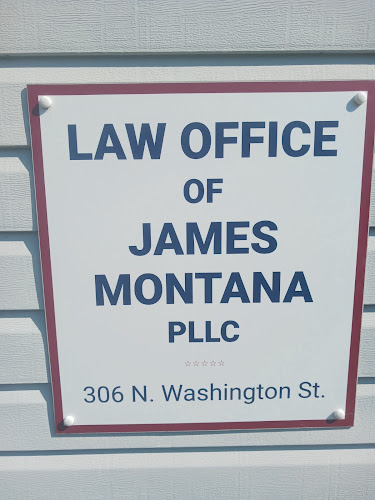 LAW OFFICE
OF
JAMES
MONTANA
PLLC
☆☆☆☆☆
306 N. Washington St.